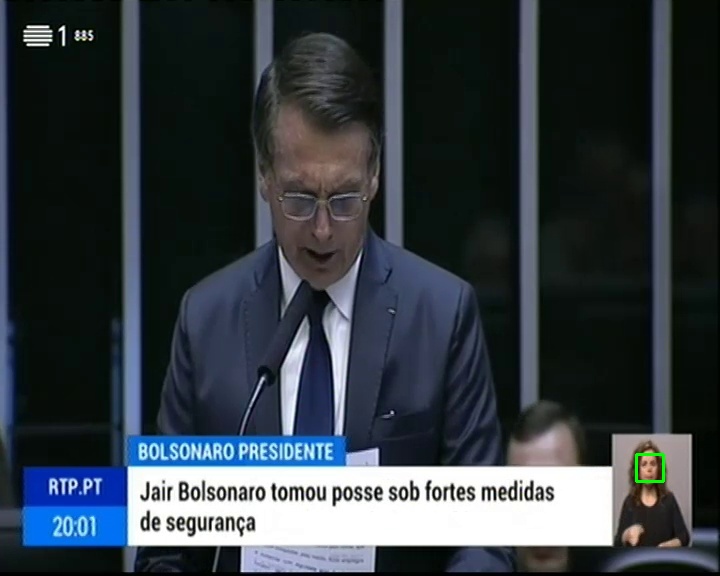 1 885
BOLSONARO PRESIDENTE
RTP.PT
Jair Bolsonaro tomou posse sob fortes medidas
de segurança
20:01